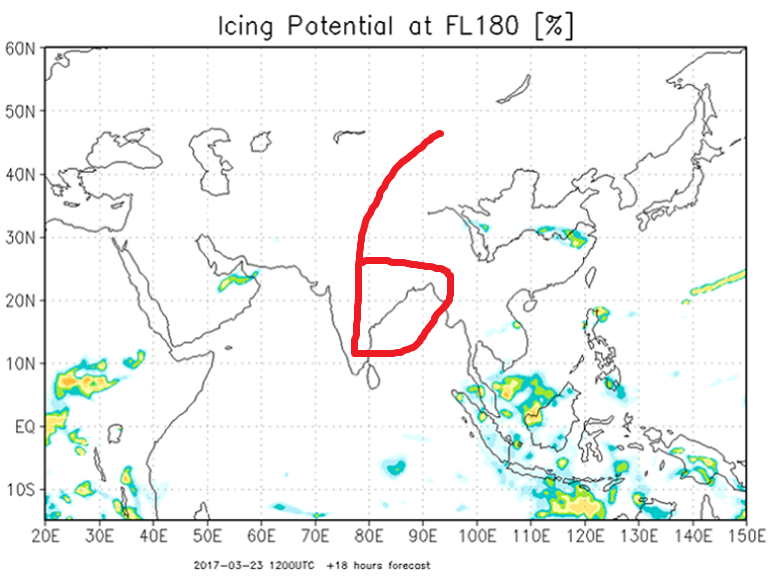 Icing Potential at FL180 [%]
60N
50N
40N
30N
20N
10N
EQ
10S
20E 30E 40E 50E 60E 70E 80E 90E 100E 110E 120E 130E 140E 150E
2017-03-23 1200UTC +18 hours forecast